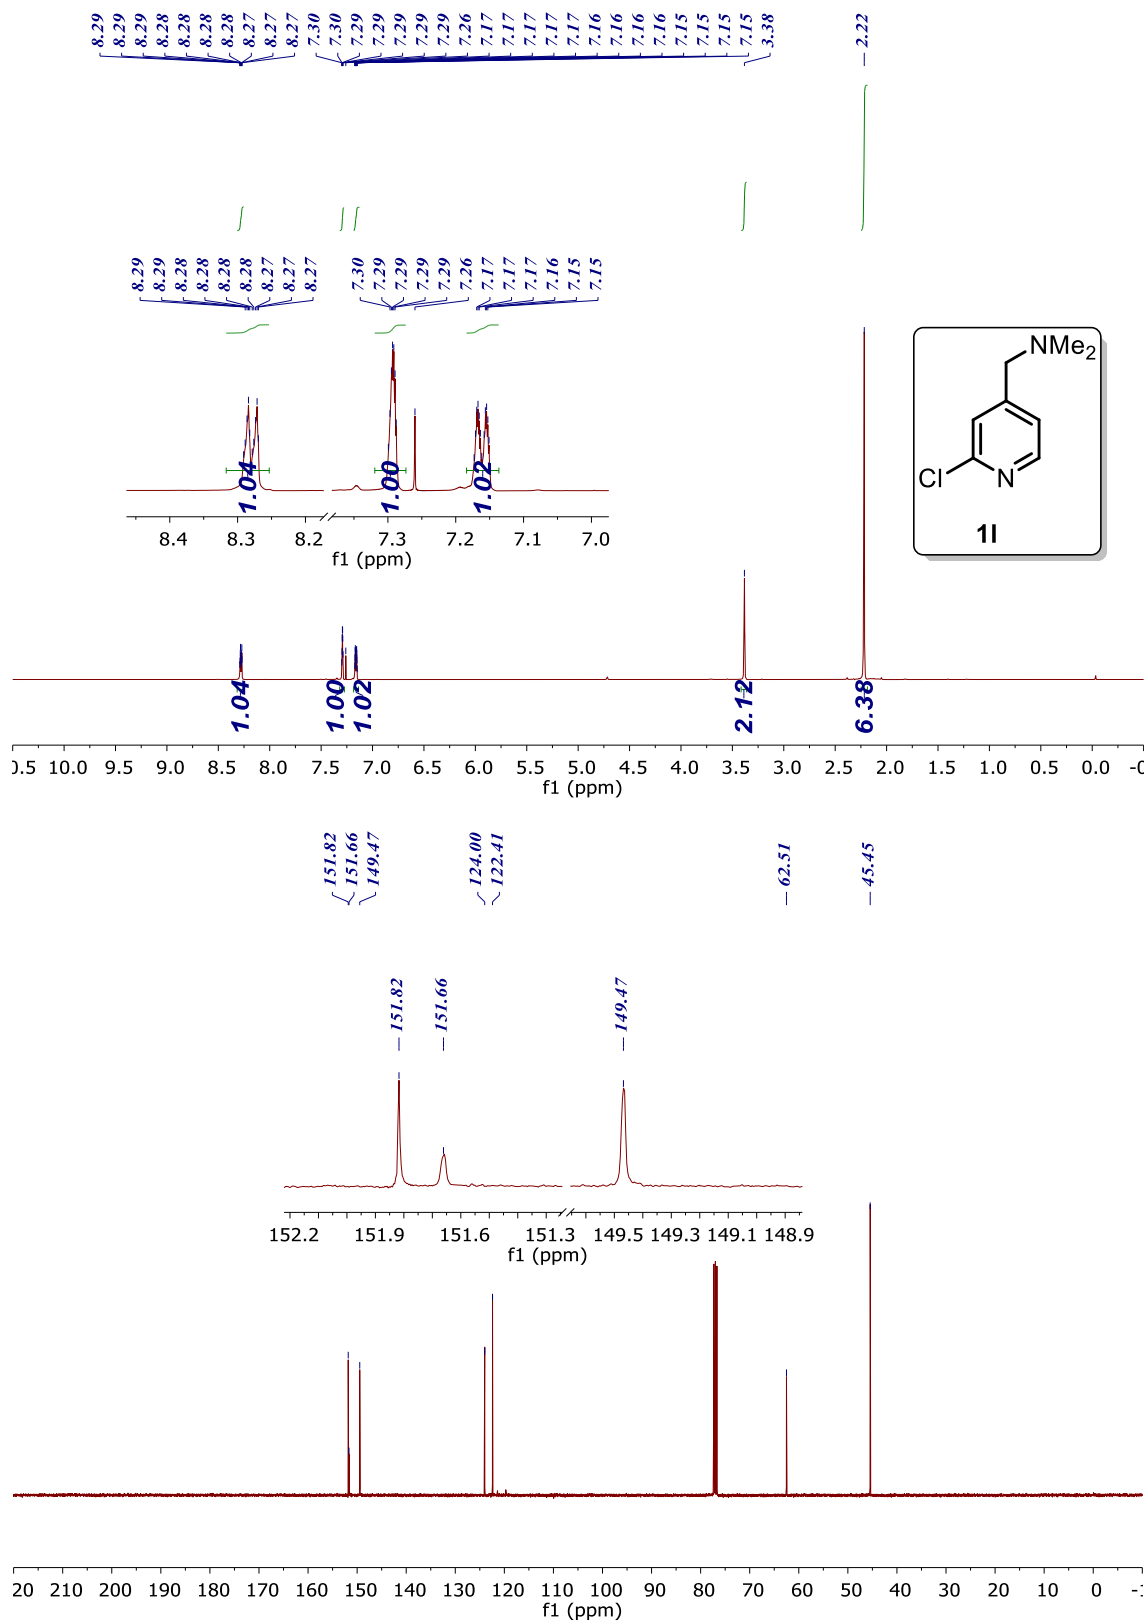 8.29 8.29 8.29 8.28 8.28 8.28 8.28 8.27 8.27 8.27 7.30 7.30 7.29 7.29 7.29 7.29 7.29 7.26 7.17 7.17 7.17 7.17 7.17 7.16 7.16 7.16 7.16 7.15 7.15 7.15 7.15 3.38 2.22
8.29 8.29 8.28 8.28 8.28 8.28 8.27 8.27 8.27 7.30 7.29 7.29 7.29 7.29 7.26 7.17 7.17 7.17 7.16 7.15 7.15
NMe2
Cl
N
1l
1.04 1.00 1.02
8.4 8.3 8.2 7.3 7.2 7.1 7.0
f1 (ppm)
1.04 1.00 1.02 2.12 6.38
0.5 10.0 9.5 9.0 8.5 8.0 7.5 7.0 6.5 6.0 5.5 5.0 4.5 4.0 3.5 3.0 2.5 2.0 1.5 1.0 0.5 0.0 -0
f1 (ppm)
151.82 151.66 149.47 124.00 122.41 62.51 45.45
151.82 151.66 149.47
152.2 151.9 151.6 151.3 149.5 149.3 149.1 148.9
f1 (ppm)
20 210 200 190 180 170 160 150 140 130 120 110 100 90 80 70 60 50 40 30 20 10 0 -1
f1 (ppm)